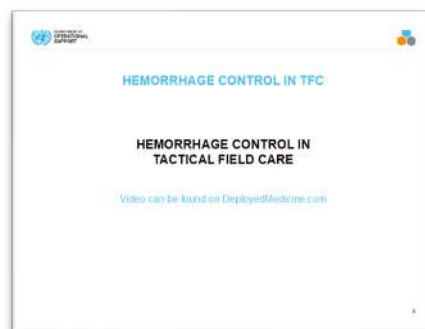 OPERATIONAL
SUPPORT
HEMORRHAGE CONTROL IN TFC
HEMORRHAGE CONTROL IN
TACTICAL FIELD CARE
Video can be found on DeployedMedicine.com